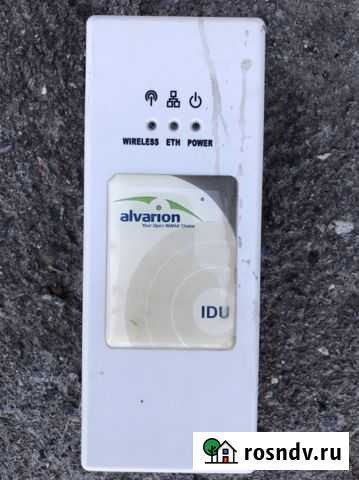 WIRELESS ETH POWER
alvarion
Your Open WiMAX Choice
IDU
rosndv.ru